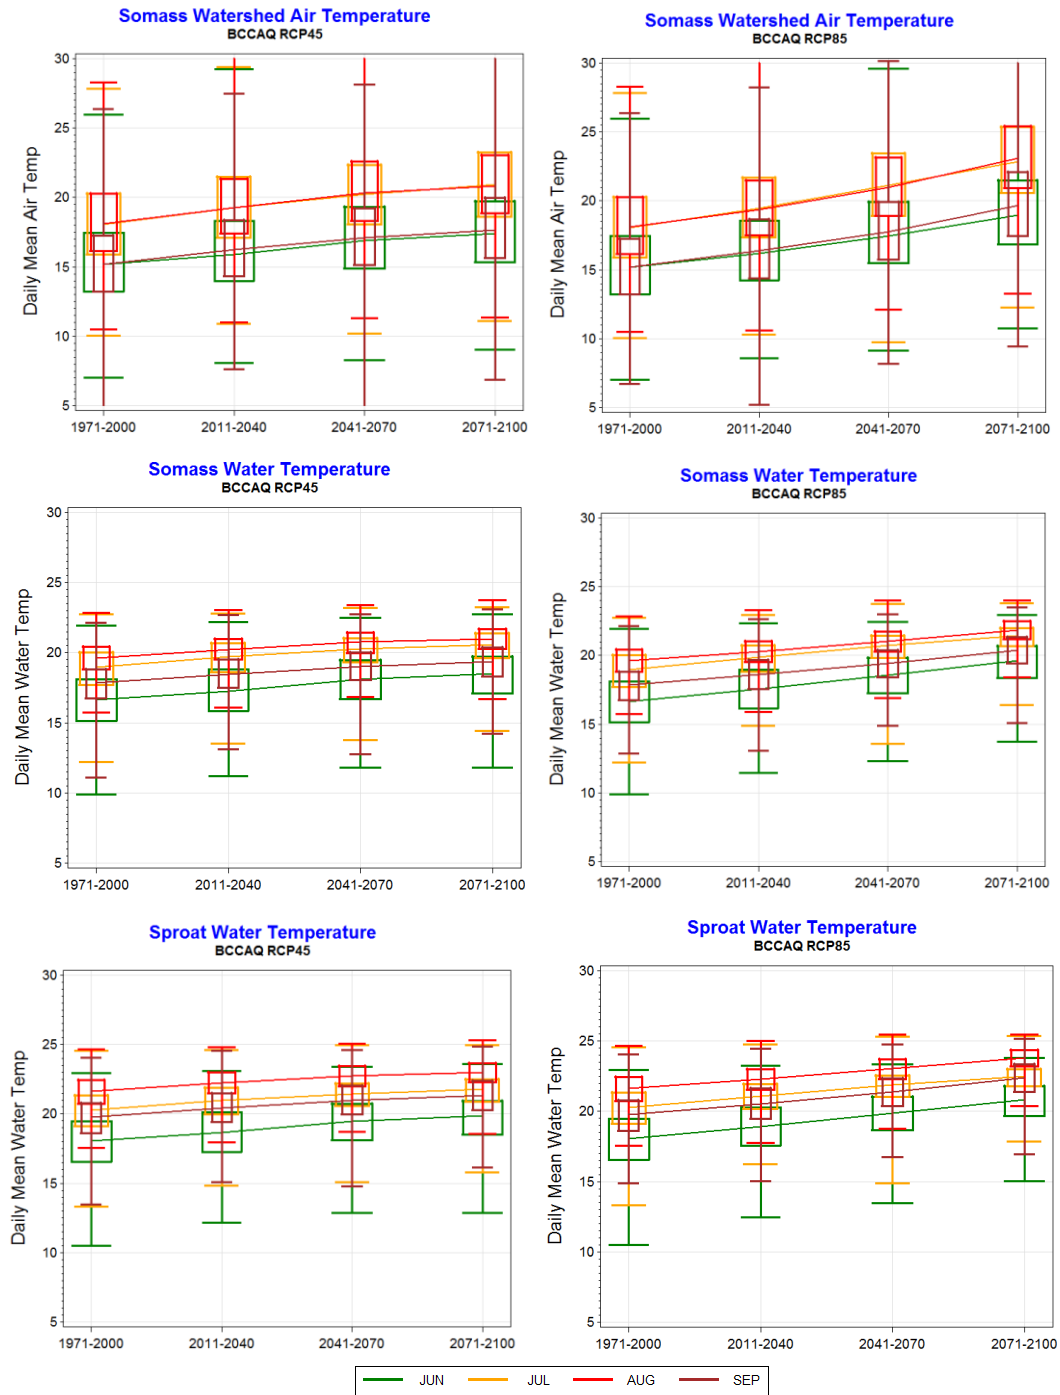 Somass Watershed Air Temperature
BCCAQ RCP45
Daily Mean Air Temp
30
25
20
15
10
5
1971-2000 2011-2040 2041-2070 2071-2100
Somass Watershed Air Temperature
BCCAQ RCP85
Daily Mean Air Temp
30
25
20
15
10
5
1971-2000 2011-2040 2041-2070 2071-2100
Somass Water Temperature
BCCAQ RCP45
Daily Mean Water Temp
30
25
20
15
10
5
1971-2000 2011-2040 2041-2070 2071-2100
Somass Water Temperature
BCCAQ RCP85
Daily Mean Water Temp
30
25
20
15
10
5
1971-2000 2011-2040 2041-2070 2071-2100
Sproat Water Temperature
BCCAQ RCP45
Daily Mean Water Temp
30
25
20
15
10
5
1971-2000 2011-2040 2041-2070 2071-2100
Sproat Water Temperature
BCCAQ RCP85
Daily Mean Water Temp
30
25
20
15
10
5
1971-2000 2011-2040 2041-2070 2071-2100
JUN JUL AUG SEP